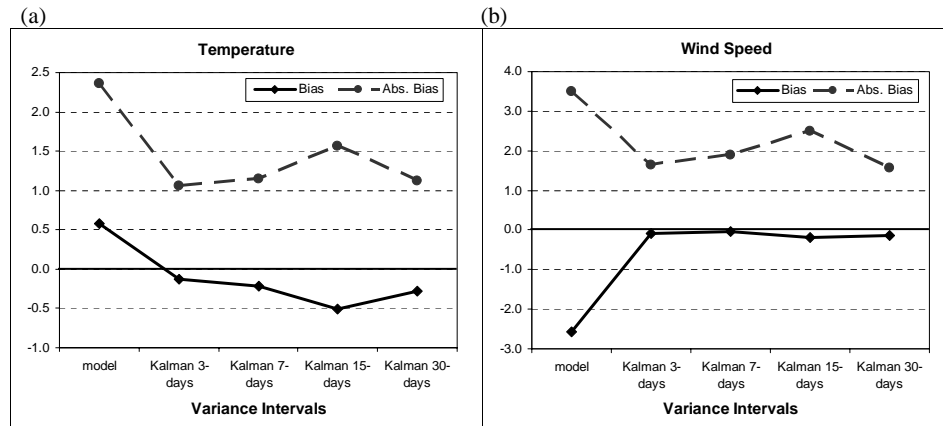 (a)
Temperature
Bias Abs. Bias
2.5
2.0
1.5
1.0
0.5
0.0
-0.5
-1.0
model Kalman 3- Kalman 7- Kalman 15- Kalman 30-
days days days days
Variance Intervals
(b)
Wind Speed
Bias Abs. Bias
4.0
3.0
2.0
1.0
0.0
-1.0
-2.0
-3.0
model Kalman 3- Kalman 7- Kalman 15- Kalman 30-
days days days days
Variance Intervals